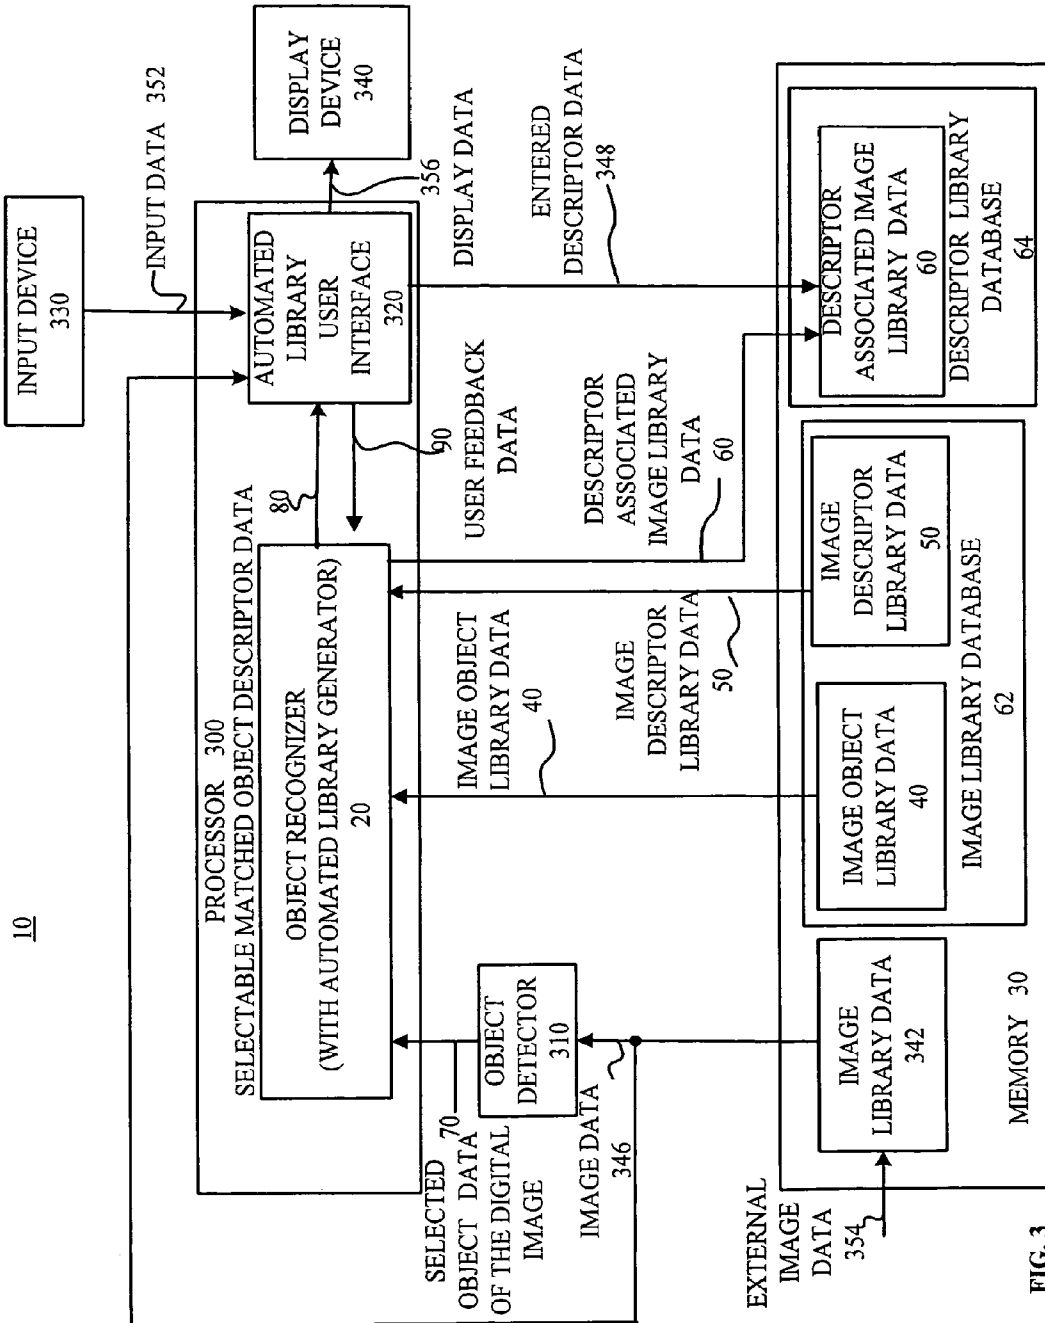 10
INPUT DEVICE
330
INPUT DATA 352
DISPLAY
DEVICE
340
PROCESSOR 300
SELECTABLE MATCHED OBJECT DESCRIPTOR DATA
80
AUTOMATED
LIBRARY
USER
INTERFACE
320
OBJECT RECOGNIZER
(WITH AUTOMATED LIBRARY GENERATOR)
20
90
USER FEEDBACK
DATA
356
DISPLAY DATA
ENTERED
DESCRIPTOR DATA
348
SELECTED
OBJECT DATA
OF THE DIGITAL
IMAGE
70
OBJECT
DETECTOR
310
IMAGE DATA
346
IMAGE OBJECT
LIBRARY DATA
40
IMAGE
DESCRIPTOR
LIBRARY DATA
50
DESCRIPTOR
ASSOCIATED
IMAGE LIBRARY
DATA
60
EXTERNAL
IMAGE
DATA
354
IMAGE
LIBRARY DATA
342
IMAGE OBJECT
LIBRARY DATA
40
IMAGE
DESCRIPTOR
LIBRARY DATA
50
IMAGE LIBRARY DATABASE
62
DESCRIPTOR
ASSOCIATED IMAGE
LIBRARY DATA
60
DESCRIPTOR LIBRARY
DATABASE
64
MEMORY 30
FIG. 3